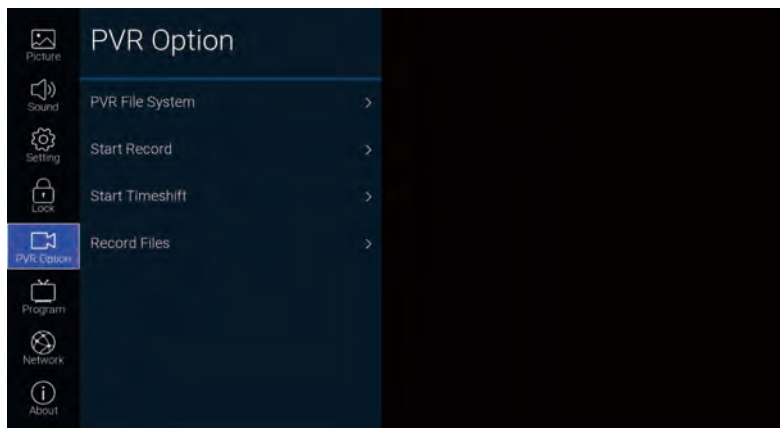 PVR Option
Picture
Sound
Setting
Lock
PVR Option
Program
Network
About
PVR File System
Start Record
Start Timeshift
Record Files